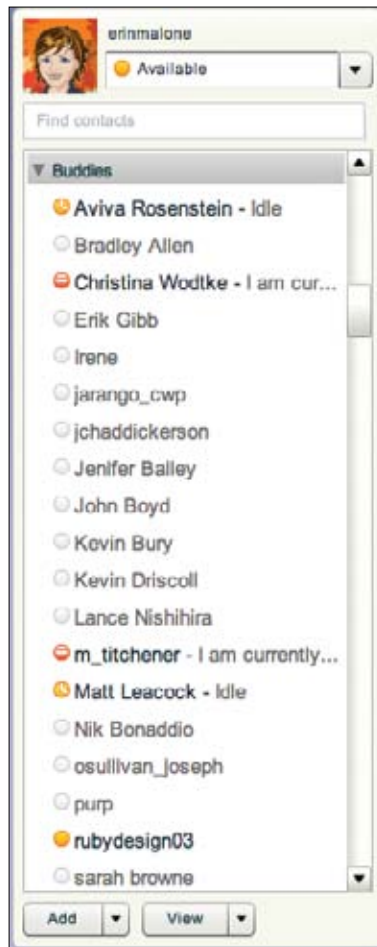 erinmalone
Available
Find contacts
Buddies
Aviva Rosenstein - Idle
Bradley Allen
Christina Wodtke - I am cur...
Erik Gibb
Irene
jarango_cwp
jchaddickerson
Jenifer Bailey
John Boyd
Kevin Bury
Kevin Driscoll
Lance Nishihira
m_titchener - I am currently...
Matt Leacock - Idle
Nik Bonaddio
osullivan_joseph
purp
rubydesign03
sarah browne
Add View